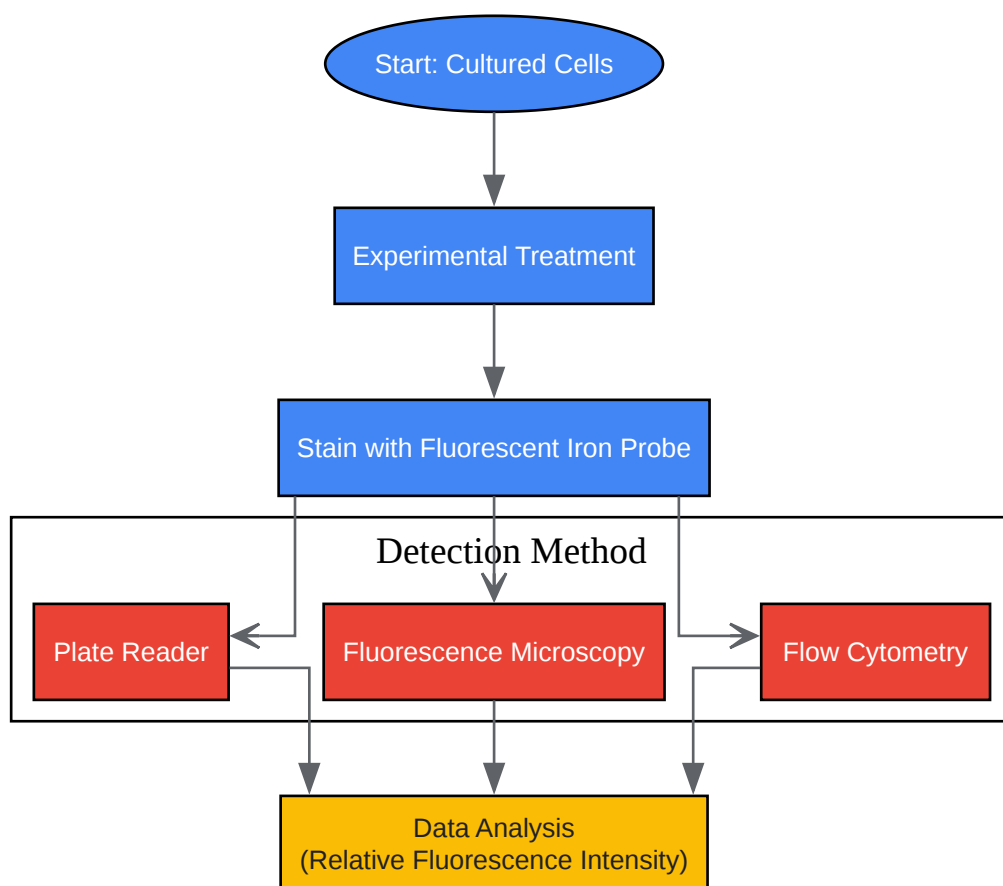 Start: Cultured Cells
Experimental Treatment
Stain with Fluorescent Iron Probe
Detection Method
Plate Reader
Fluorescence Microscopy
Flow Cytometry
Data Analysis
(Relative Fluorescence Intensity)